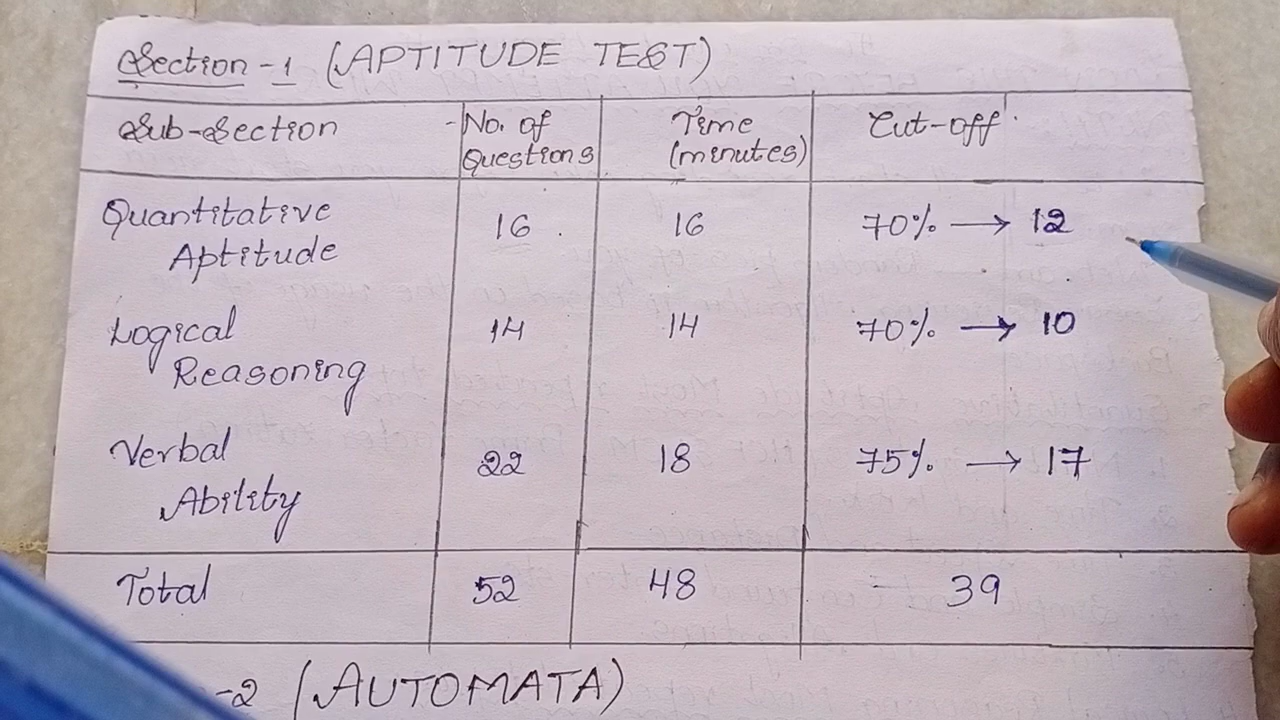 Section - 1 (APTITUDE TEST)
Sub-Section No. of Questions Time (minutes) Cut-off
Quantitative Aptitude 16 16 70% → 12
Logical Reasoning 14 14 70% → 10
Verbal Ability 22 18 75% → 17
Total 52 48 39
-2 (AUTOMATA)